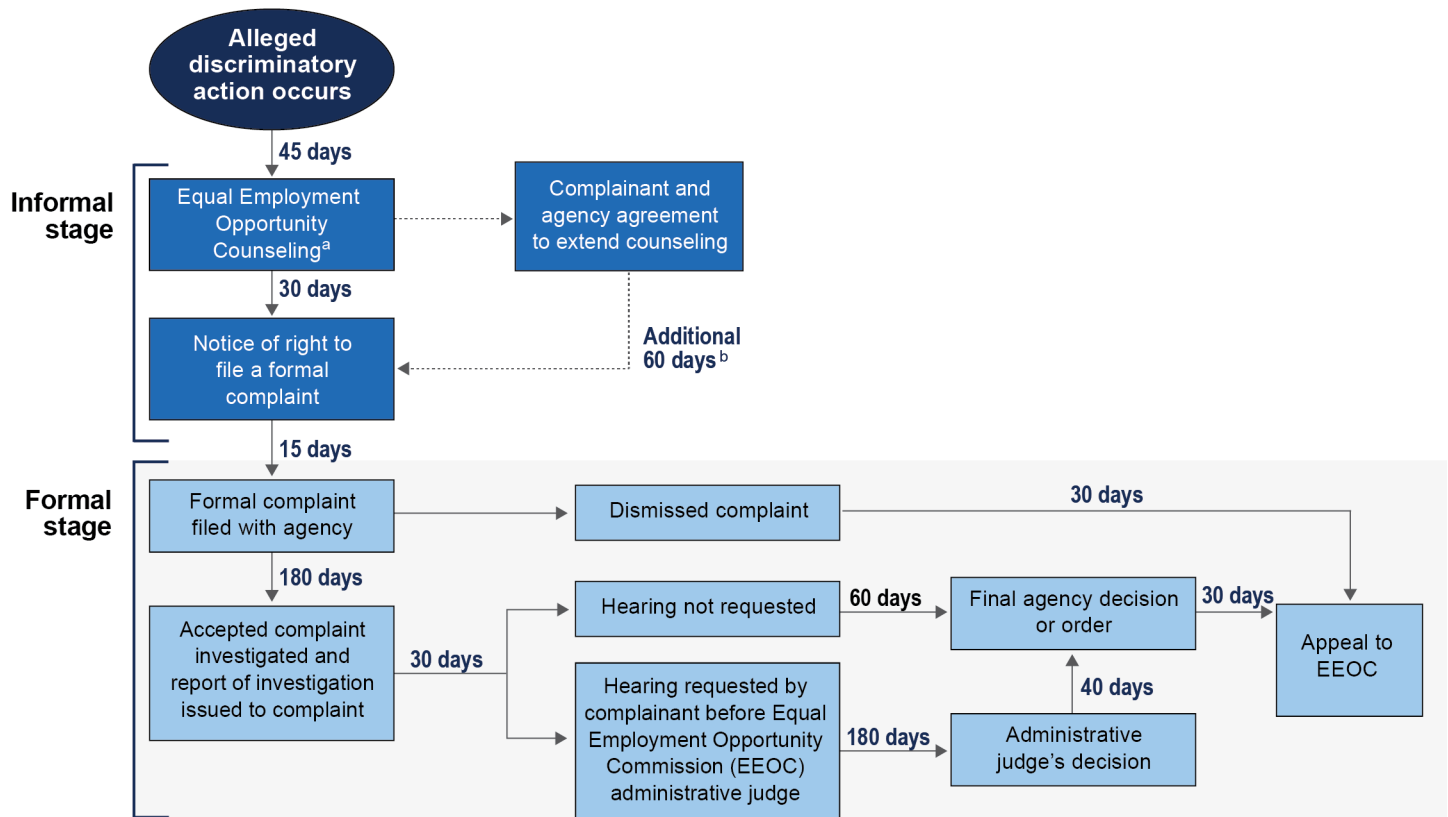 Alleged
discriminatory
action occurs
45 days
Informal
stage
Equal Employment
Opportunity
Counselingᵃ
Complainant and
agency agreement
to extend counseling
30 days
Notice of right to
file a formal
complaint
Additional
60 days ᵇ
15 days
Formal
stage
Formal complaint
filed with agency
Dismissed complaint
30 days
180 days
Accepted complaint
investigated and
report of investigation
issued to complaint
30 days
Hearing not requested
60 days
Final agency decision
or order
30 days
Appeal to
EEOC
Hearing requested by
complainant before Equal
Employment Opportunity
Commission (EEOC)
administrative judge
180 days
Administrative
judge’s decision
40 days